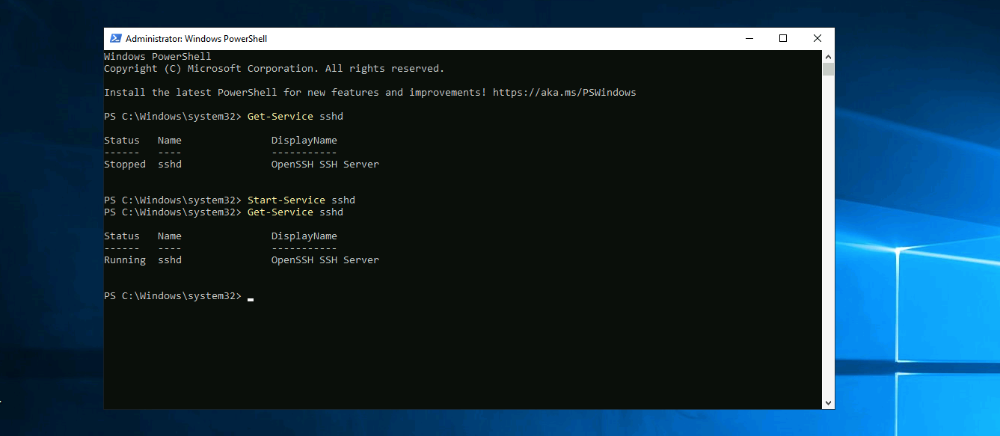 Administrator: Windows PowerShell
Windows PowerShell
Copyright (C) Microsoft Corporation. All rights reserved.
Install the latest PowerShell for new features and improvements! https://aka.ms/PSWindows
PS C:\Windows\system32> Get-Service sshd
Status   Name               DisplayName
------   ----               -----------
Stopped  sshd               OpenSSH SSH Server
PS C:\Windows\system32> Start-Service sshd
PS C:\Windows\system32> Get-Service sshd
Status   Name               DisplayName
------   ----               -----------
Running  sshd               OpenSSH SSH Server
PS C:\Windows\system32>